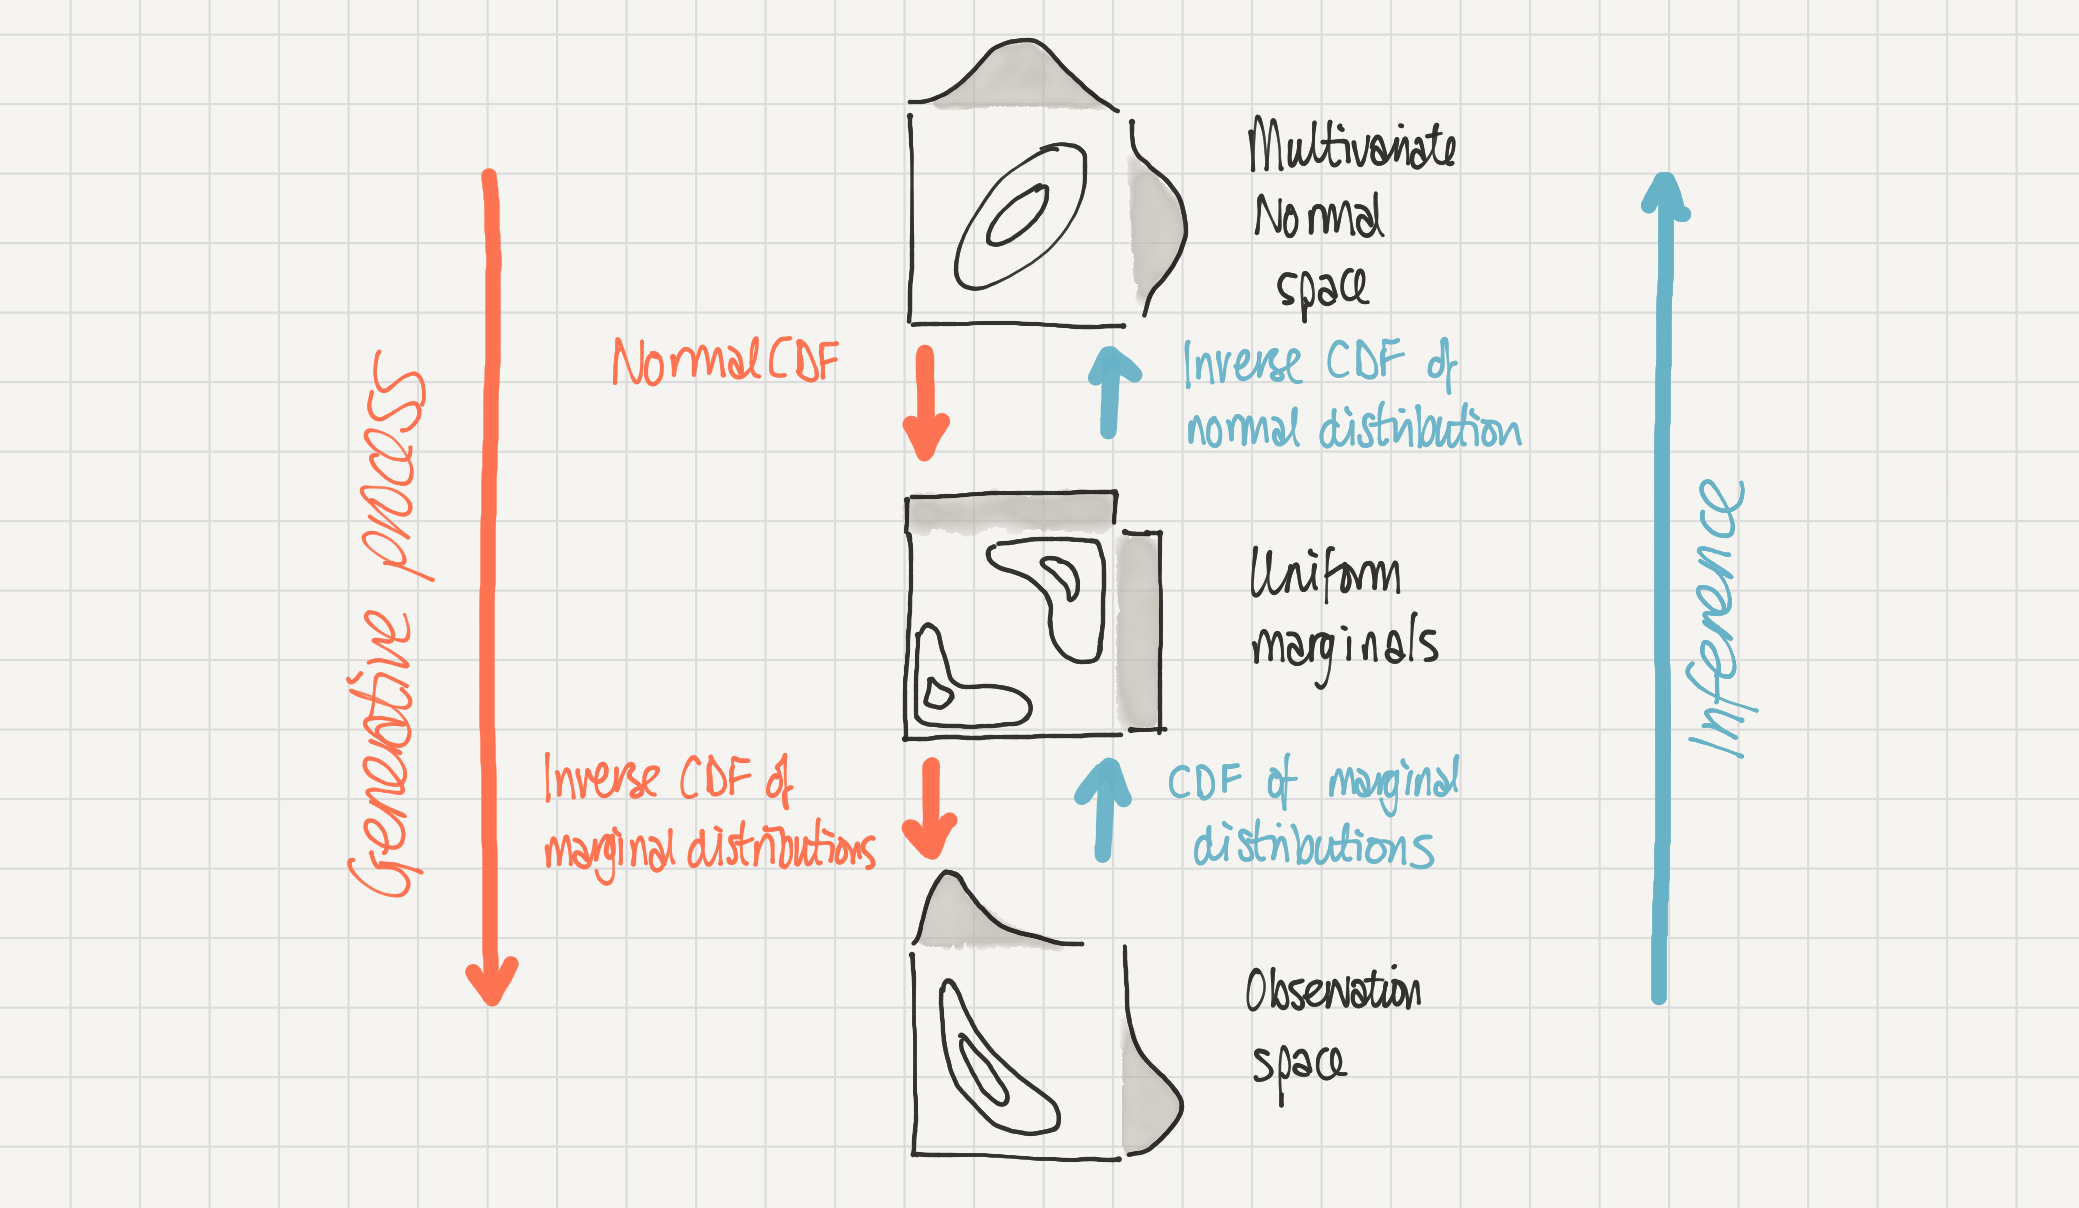 Multivariate
Normal
space
Normal CDF
Inverse CDF of
normal distribution
Generative process
Uniform
marginals
Inference
Inverse CDF of
marginal distributions
CDF of marginal
distributions
Observation
space